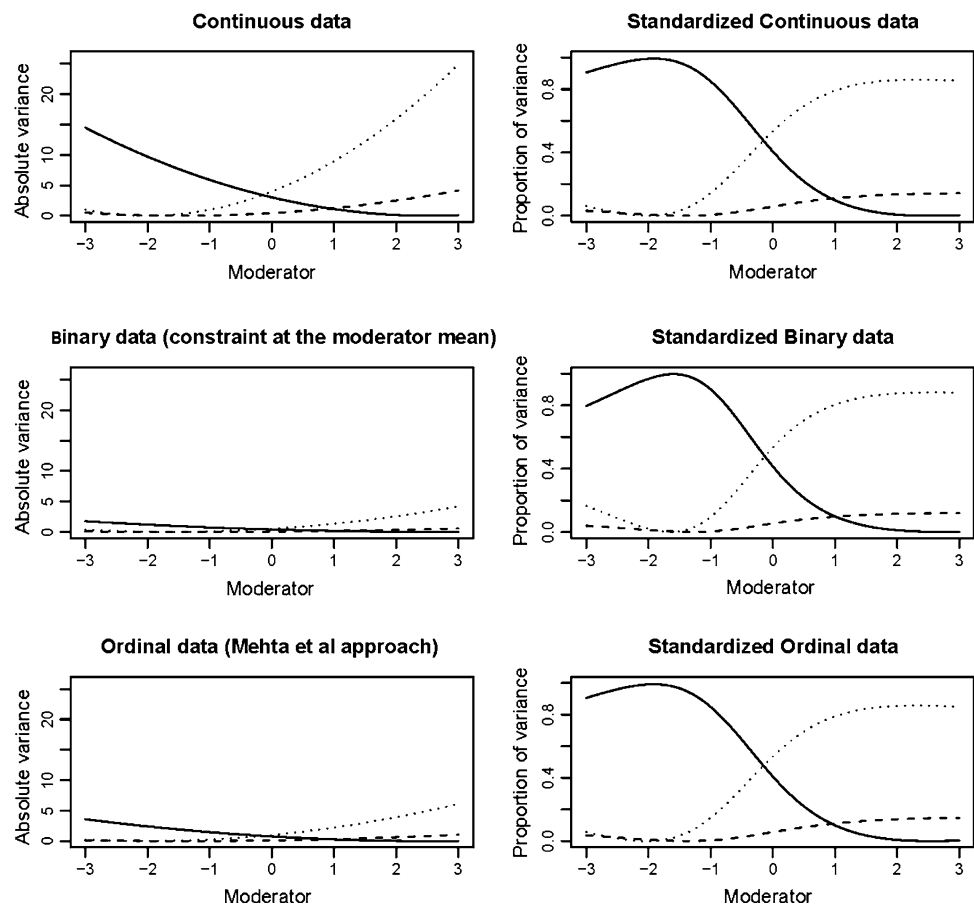 Continuous data
Absolute variance
20
10
5
0
−3 −2 −1 0 1 2 3
Moderator
Standardized Continuous data
Proportion of variance
0.8
0.4
0.0
−3 −2 −1 0 1 2 3
Moderator
Binary data (constraint at the moderator mean)
Absolute variance
20
10
5
0
−3 −2 −1 0 1 2 3
Moderator
Standardized Binary data
Proportion of variance
0.8
0.4
0.0
−3 −2 −1 0 1 2 3
Moderator
Ordinal data (Mehta et al approach)
Absolute variance
20
10
5
0
−3 −2 −1 0 1 2 3
Moderator
Standardized Ordinal data
Proportion of variance
0.8
0.4
0.0
−3 −2 −1 0 1 2 3
Moderator